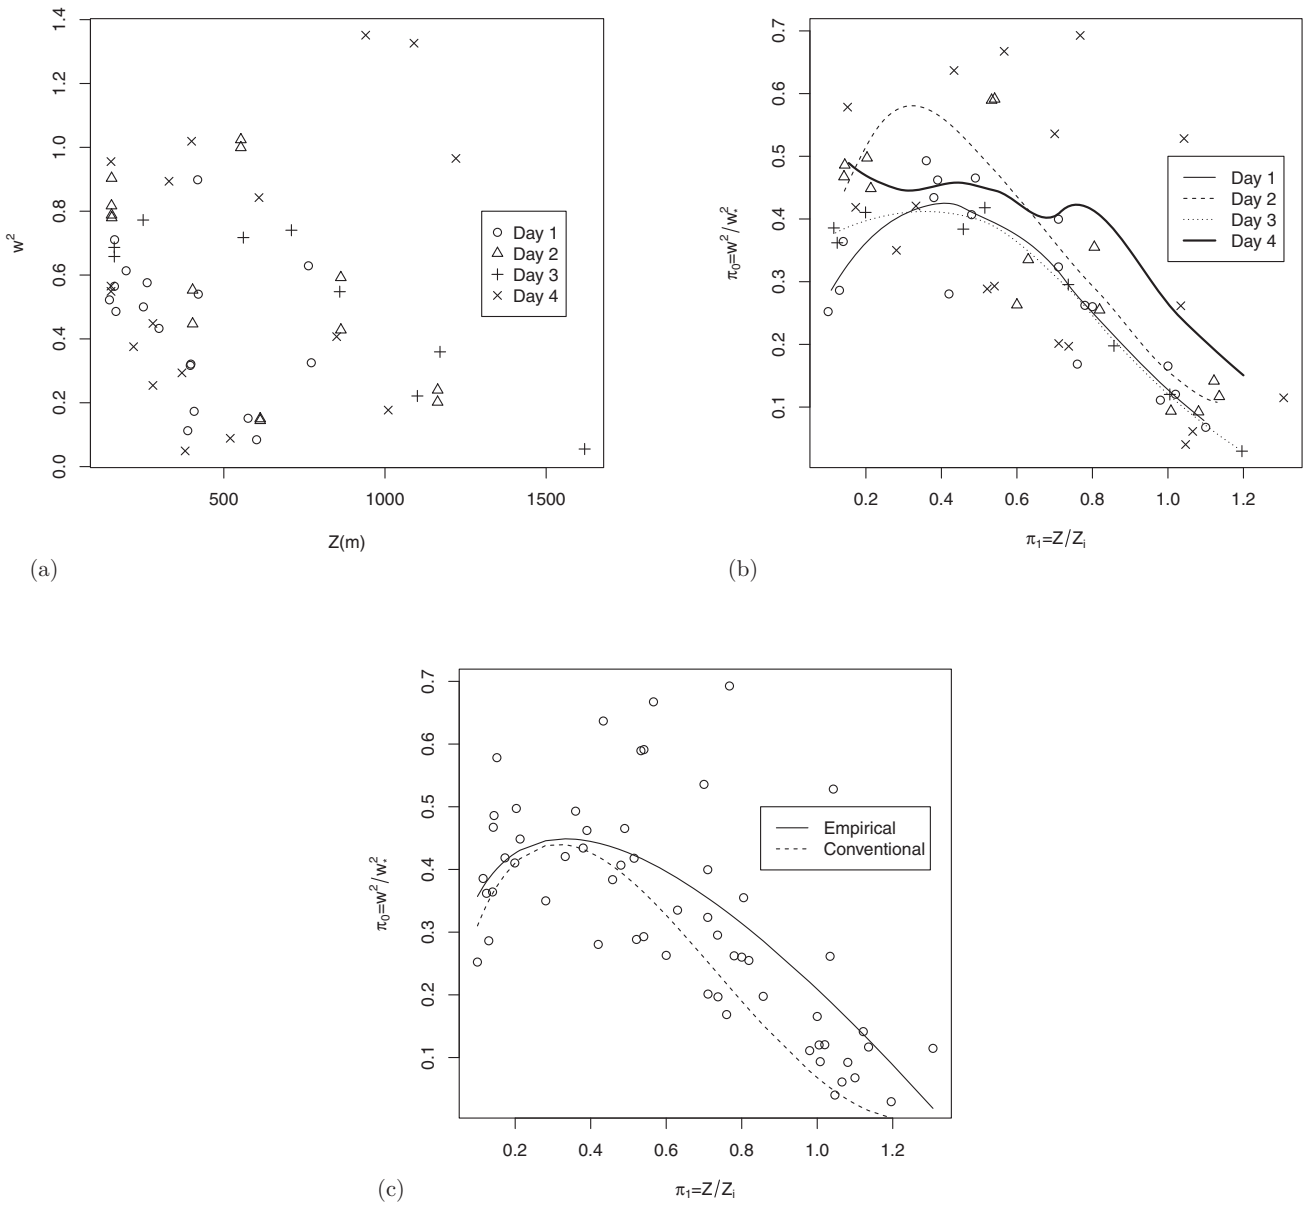 1.4
1.2
1.0
0.8
0.6
0.4
0.2
0.0
w²
500
1000
1500
Z(m)
Day 1
Day 2
Day 3
Day 4
(a)
0.7
0.6
0.5
0.4
0.3
0.2
0.1
π₀=w²/w*²
0.2
0.4
0.6
0.8
1.0
1.2
π₁=Z/Zᵢ
Day 1
Day 2
Day 3
Day 4
(b)
0.7
0.6
0.5
0.4
0.3
0.2
0.1
π₀=w²/w*²
0.2
0.4
0.6
0.8
1.0
1.2
π₁=Z/Zᵢ
Empirical
Conventional
(c)